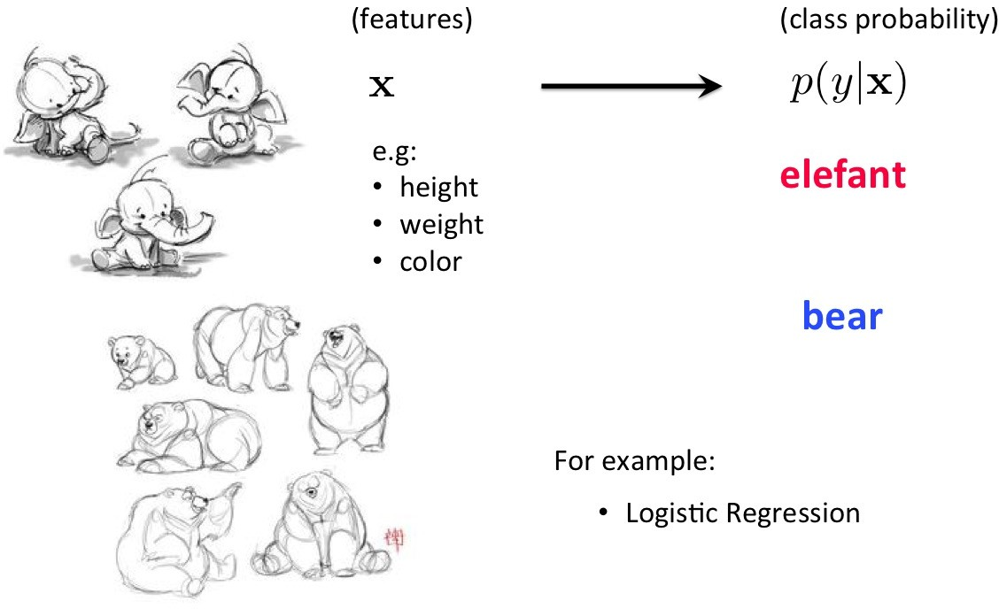 (features)
(class probability)
x
p(y|x)
e.g:
• height
• weight
• color
elefant
bear
For example:
• Logistic Regression